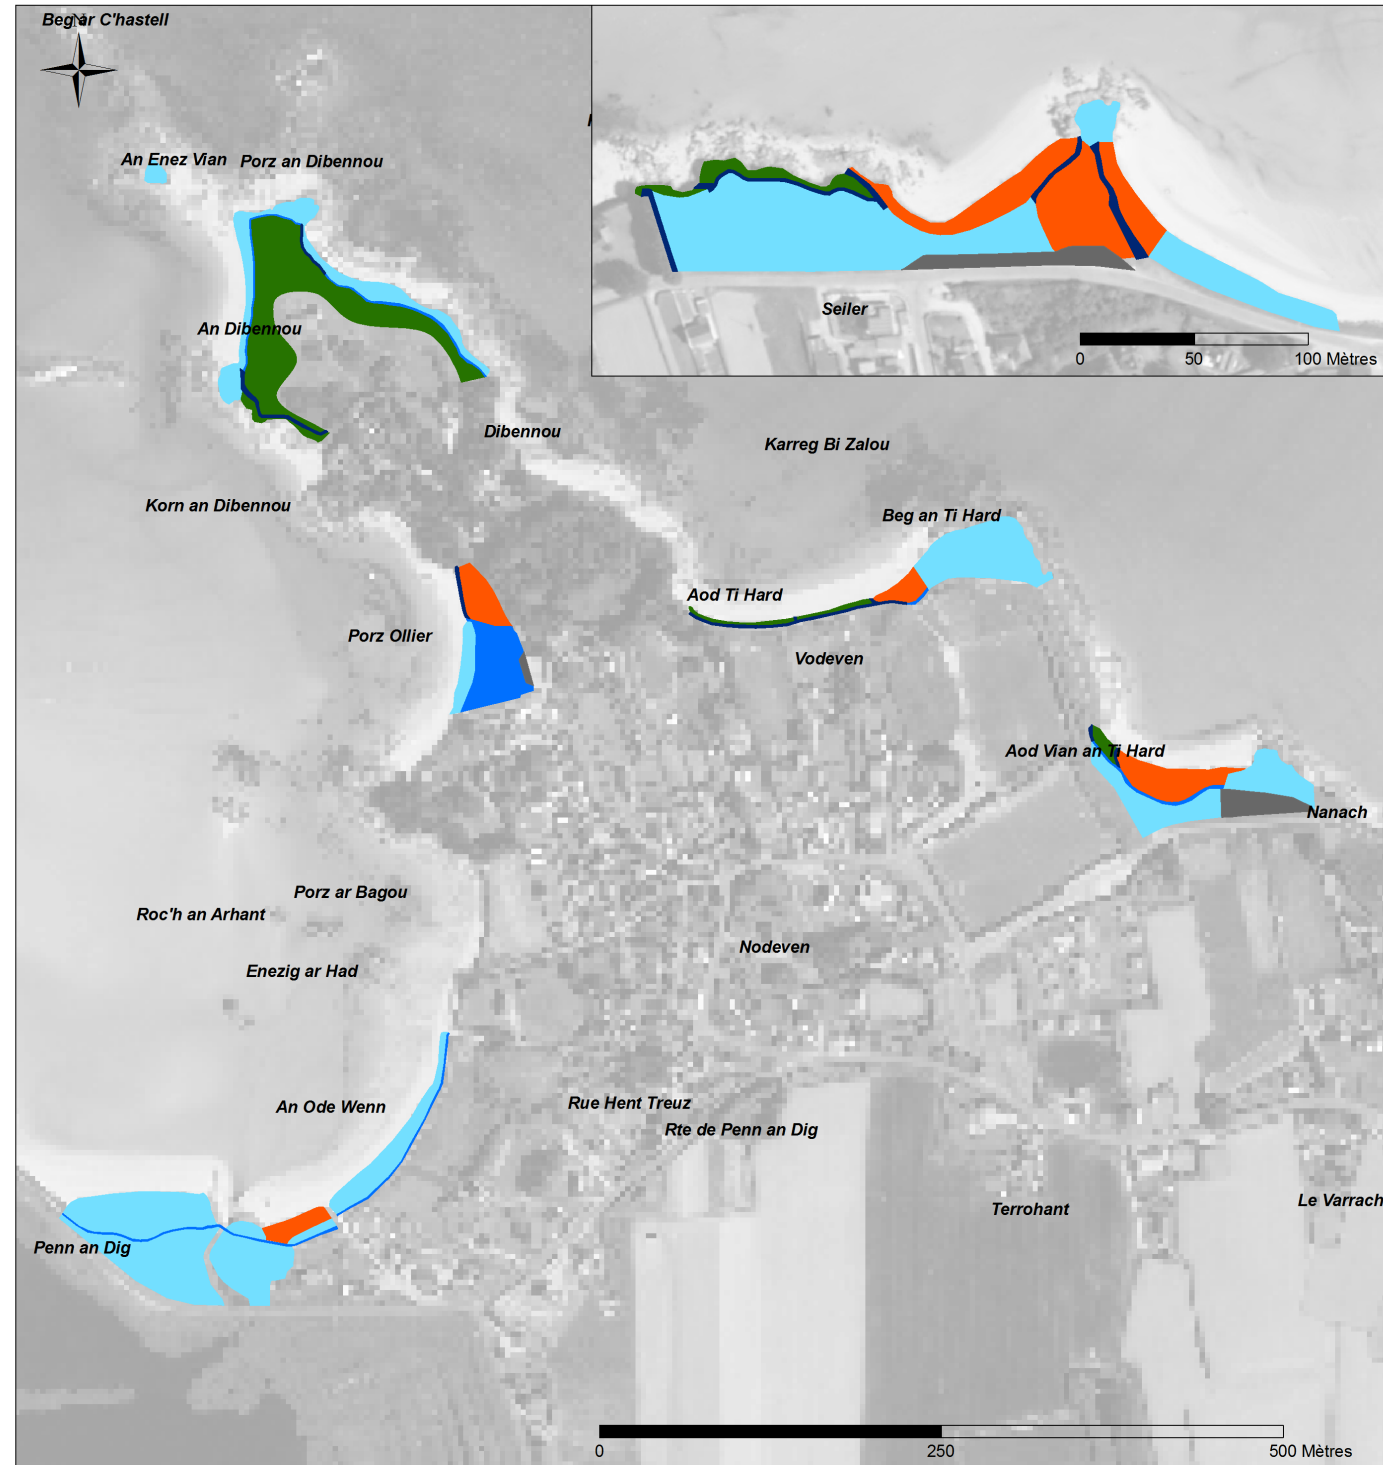 Beg ar C'hastell
N
An Enez Vian
Porz an Dibennou
Seiler
0
50
100 Mètres
An Dibennou
Dibennou
Karreg Bi Zalou
Korn an Dibennou
Beg an Ti Hard
Aod Ti Hard
Porz Ollier
Vodeven
Aod Vian an Ti Hard
Nanach
Porz ar Bagou
Roc'h an Arhant
Nodeven
Enezig ar Had
An Ode Wenn
Rue Hent Treuz
Rte de Penn an Dig
Terrohant
Le Varrach
Penn an Dig
0
250
500 Mètres